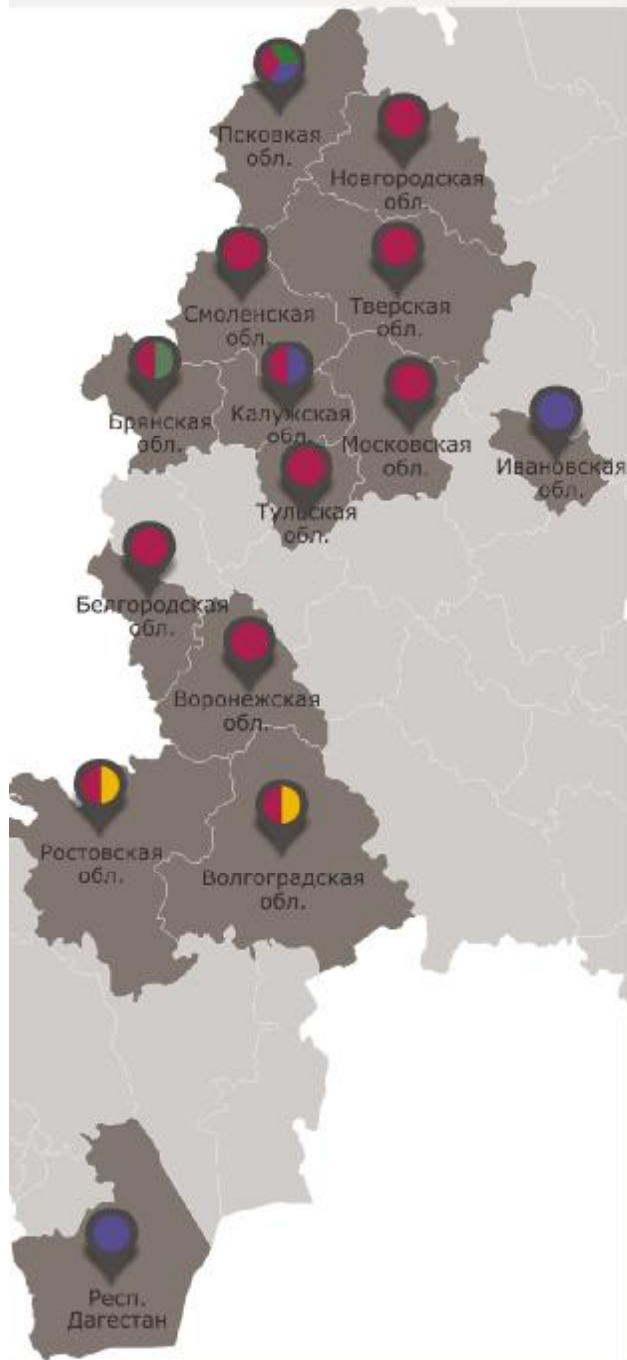 Псковкая
обл.
Новгородская
обл.
Смоленская
обл.
Тверская
обл.
Брянская
обл.
Калужская
обл.
Московская
обл.
Ивановская
обл.
Тульская
обл.
Белгородская
обл.
Воронежская
обл.
Ростовская
обл.
Волгоградская
обл.
Респ.
Дагестан